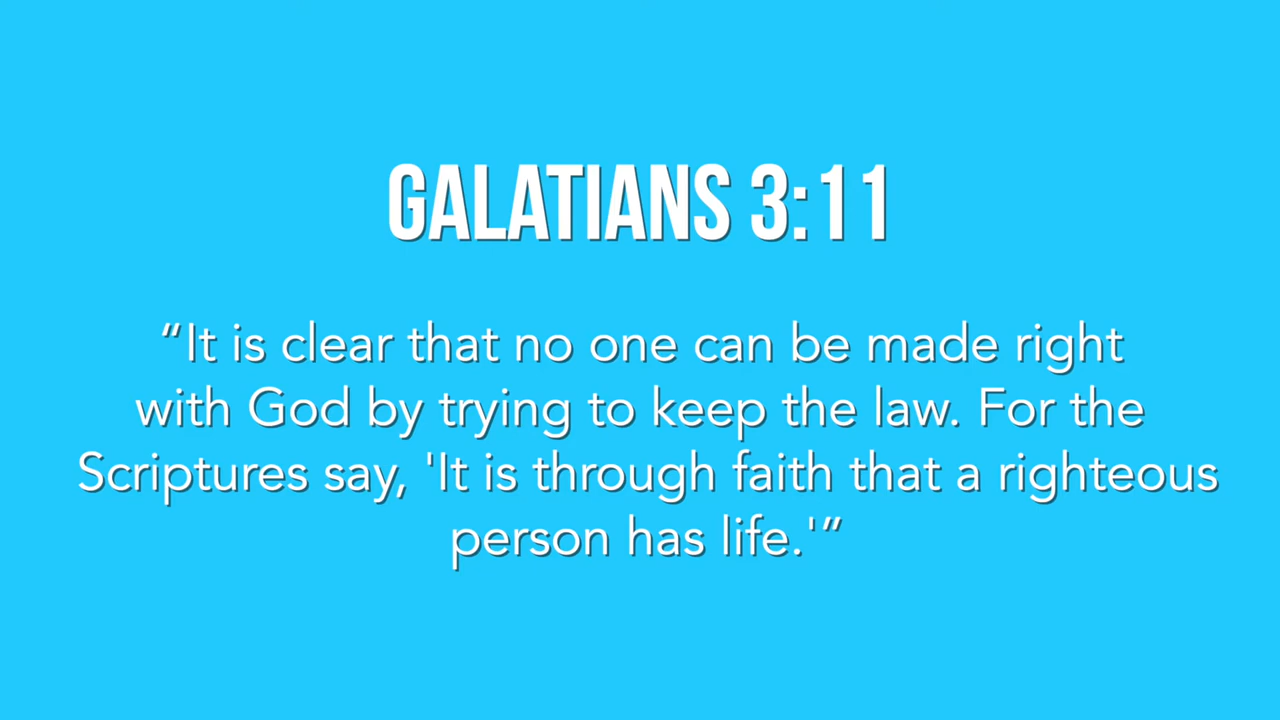 GALATIANS 3:11
“It is clear that no one can be made right
with God by trying to keep the law. For the
Scriptures say, 'It is through faith that a righteous
person has life.'”